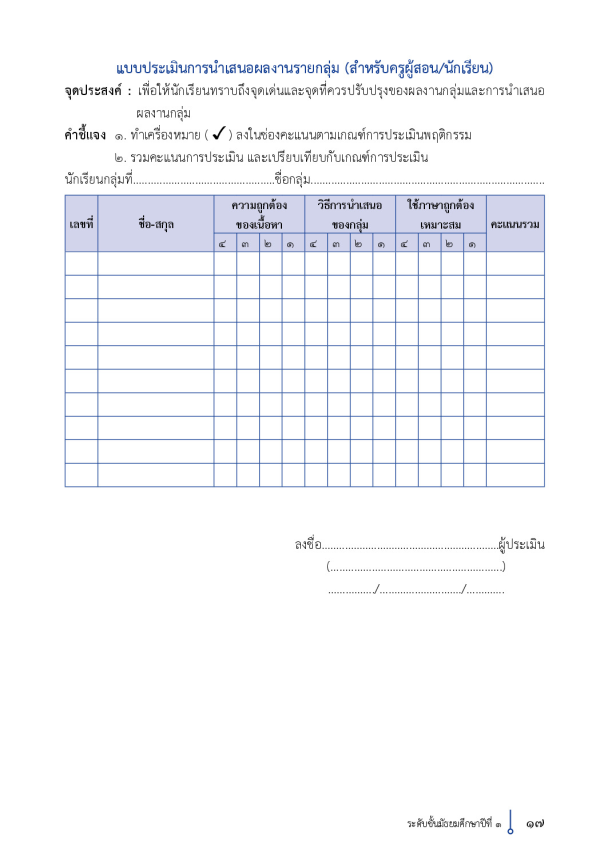 แบบประเมินการนำเสนอผลงานรายกลุ่ม (สำหรับครูผู้สอน/นักเรียน)
จุดประสงค์ : เพื่อให้นักเรียนทราบถึงจุดเด่นและจุดที่ควรปรับปรุงของผลงานกลุ่มและการนำเสนอ
ผลงานกลุ่ม
คำชี้แจง ๑. ทำเครื่องหมาย ( ✓ ) ลงในช่องคะแนนตามเกณฑ์การประเมินพฤติกรรม
๒. รวมคะแนนการประเมิน และเปรียบเทียบกับเกณฑ์การประเมิน
นักเรียนกลุ่มที่................................................ชื่อกลุ่ม................................................................................
เลขที่ ชื่อ-สกุล ความถูกต้อง วิธีการนำเสนอ ใช้ภาษาถูกต้อง คะแนนรวม
ของเนื้อหา ของกลุ่ม เหมาะสม
๔ ๓ ๒ ๑ ๔ ๓ ๒ ๑ ๔ ๓ ๒ ๑
ลงชื่อ............................................................ผู้ประเมิน
(..........................................................)
................/............................/.............
ระดับชั้นมัธยมศึกษาปีที่ ๑ ๑๗